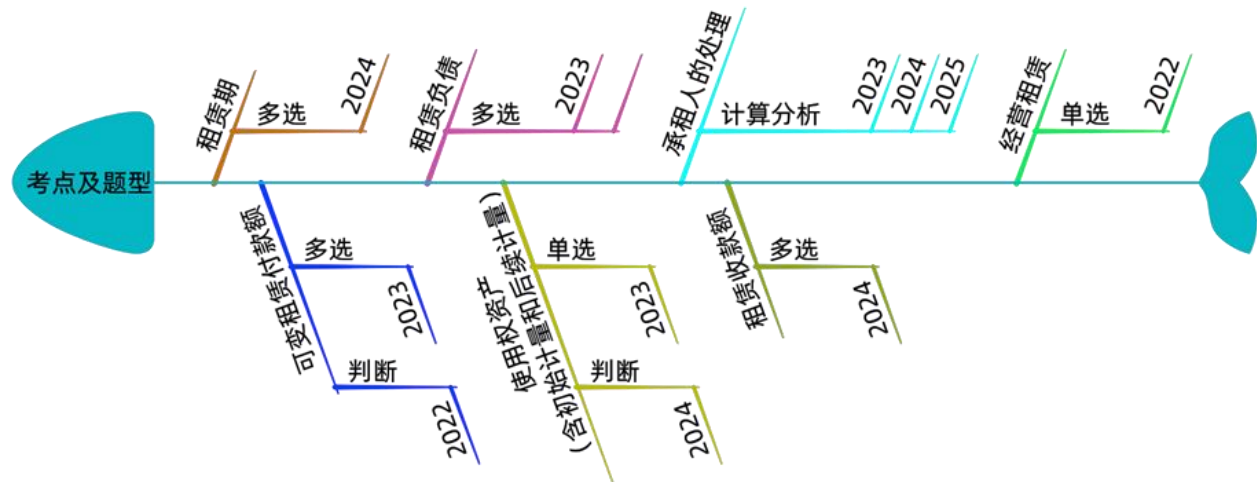 考点及题型
租赁期
多选
2024
租赁负债
多选
2023
承租人的处理
计算分析
2023
2024
2025
经营租赁
单选
2022
可变租赁付款额
多选
2023
判断
2022
使用权资产
(含初始计量和后续计量)
单选
2023
判断
2024
租赁收款额
多选
2024